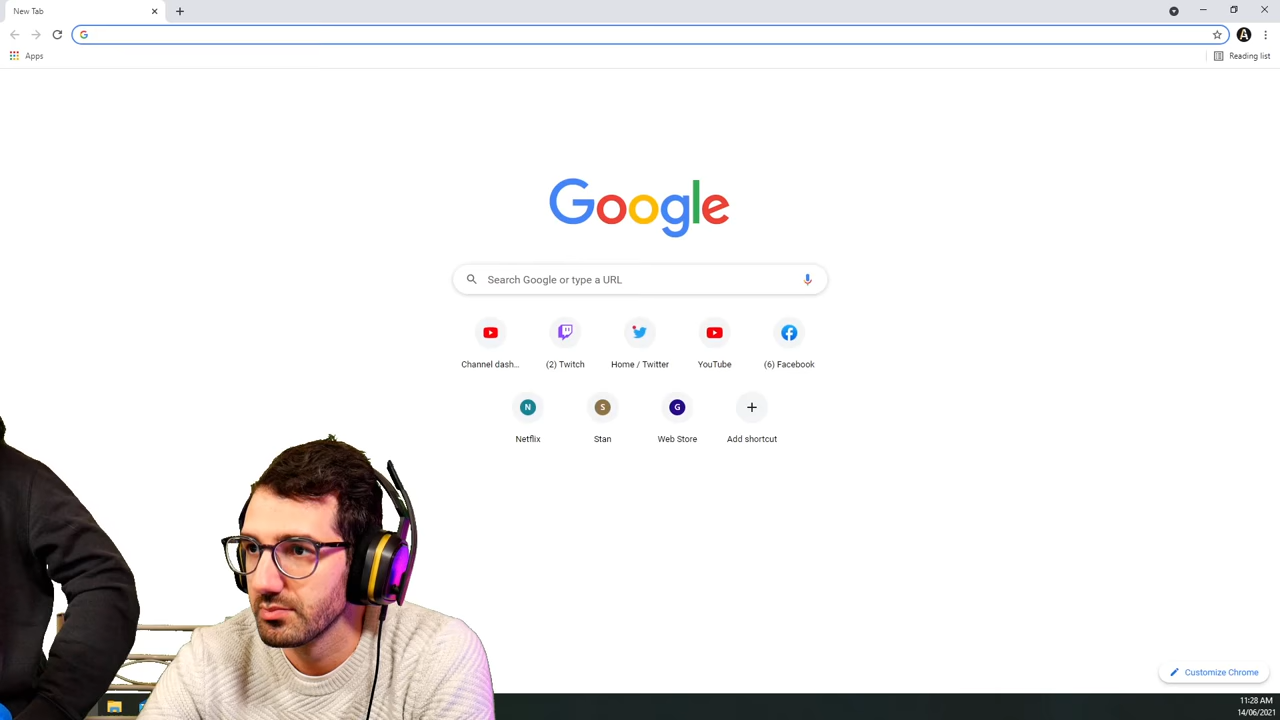 New Tab
Apps
Reading list
Google
Search Google or type a URL
Channel dash...
(2) Twitch
Home / Twitter
YouTube
(6) Facebook
N
S
G
Netflix
Stan
Web Store
Add shortcut
Customize Chrome
11:28 AM
14/06/2021